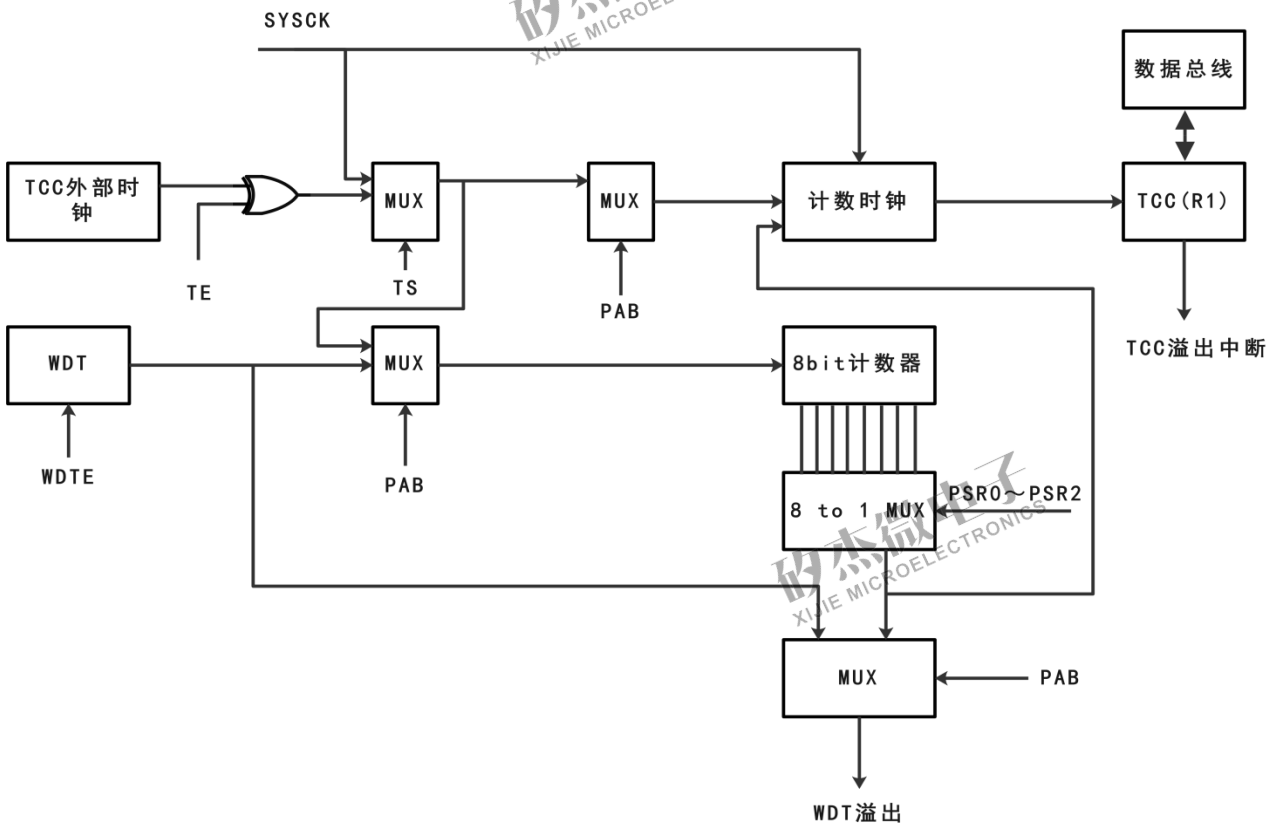 矽杰
XIJIE MICROELE
SYSCK
数据总线
TCC外部时
钟
MUX
MUX
计数时钟
TCC(R1)
TE
TS
PAB
TCC溢出中断
WDT
MUX
8bit计数器
WDTE
PAB
8 to 1 MUX
PSR0～PSR2
矽杰微电子
XIJIE MICROELECTRONICS
MUX
PAB
WDT溢出